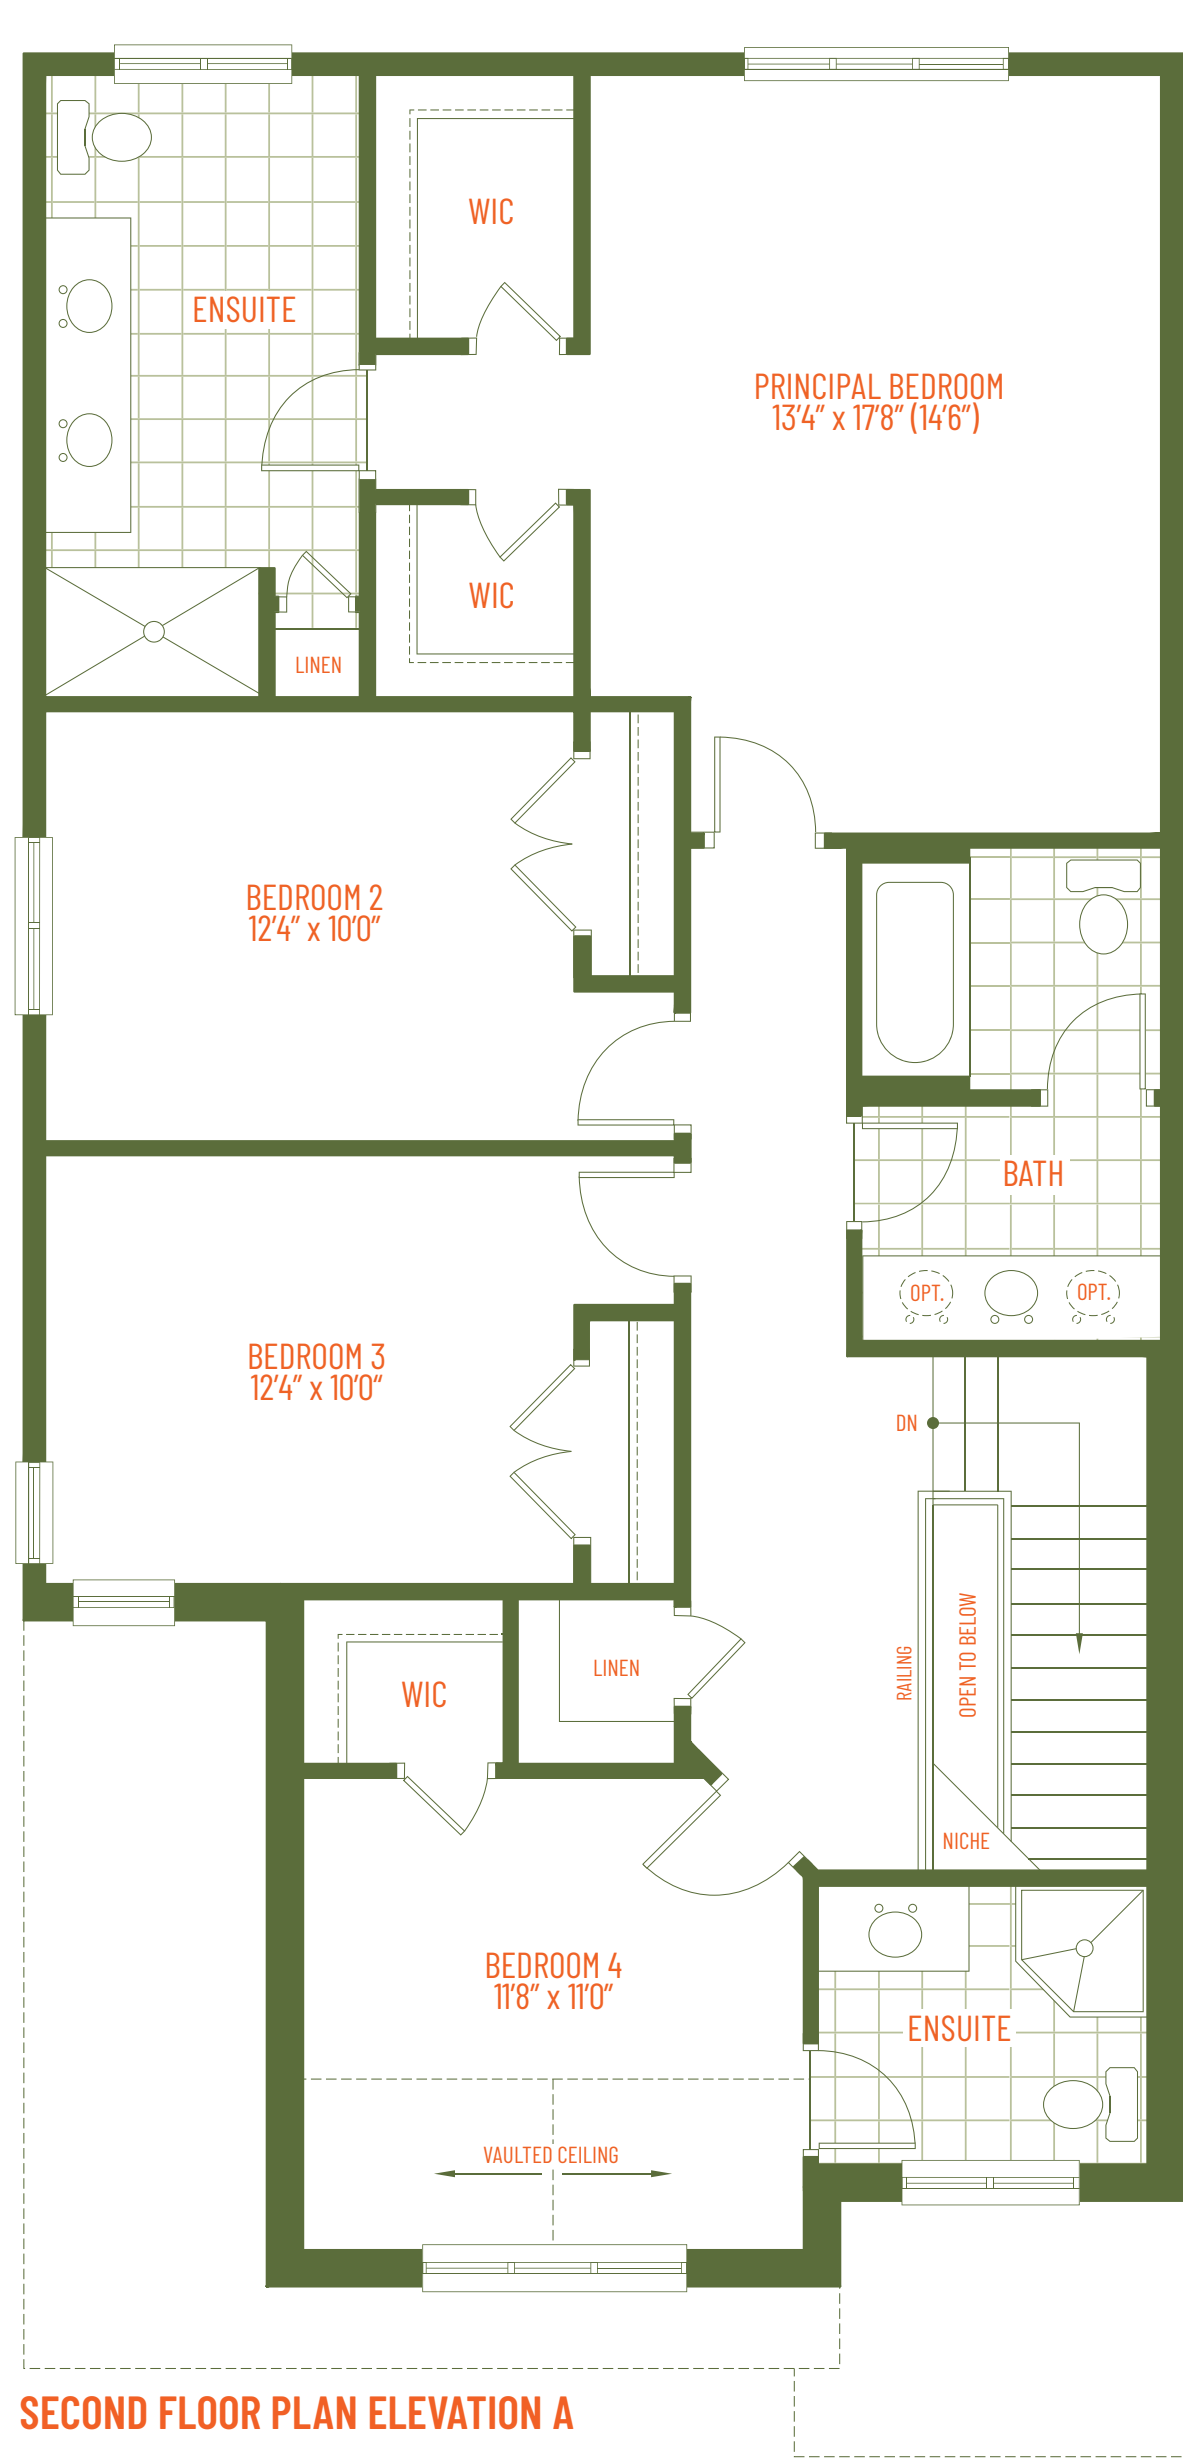 WIC
ENSUITE
PRINCIPAL BEDROOM
13'4" x 17'8" (14'6")
WIC
LINEN
BEDROOM 2
12'4" x 10'0"
BATH
OPT.
OPT.
BEDROOM 3
12'4" x 10'0"
DN
RAILING
OPEN TO BELOW
LINEN
WIC
NICHE
BEDROOM 4
11'8" x 11'0"
ENSUITE
VAULTED CEILING
SECOND FLOOR PLAN ELEVATION A